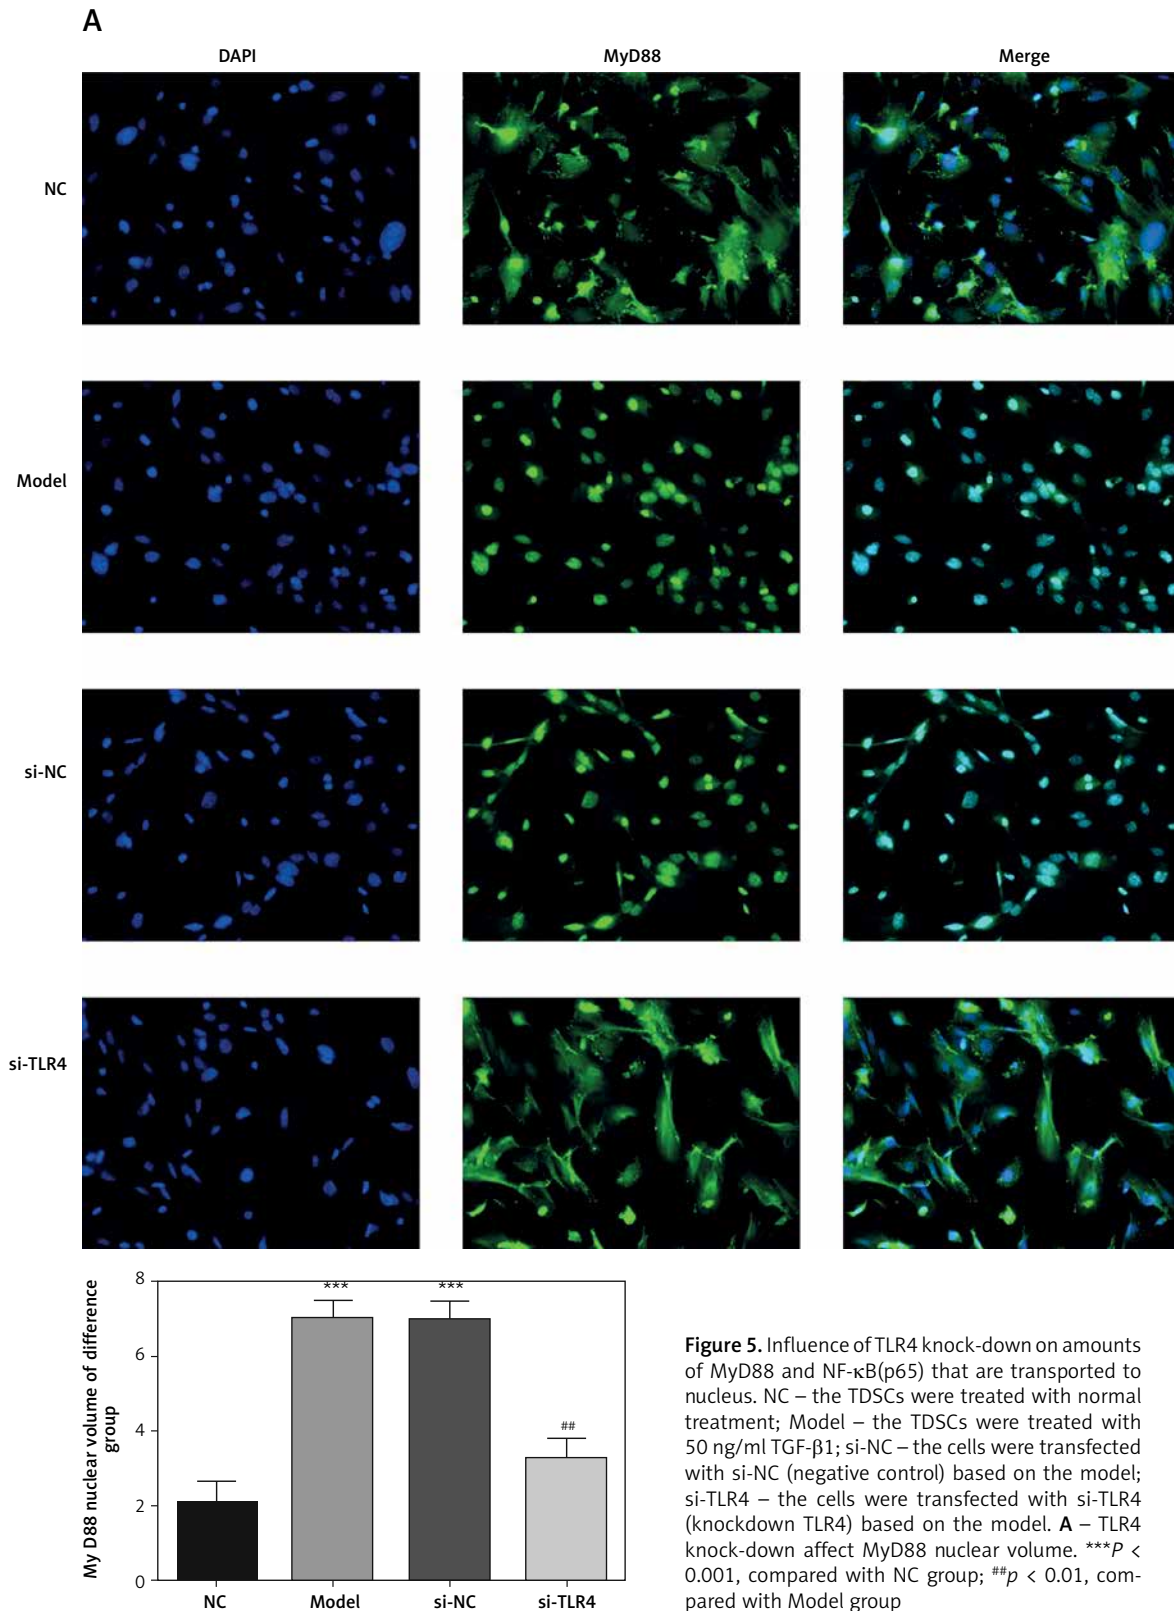 A
DAPI MyD88 Merge
NC
Model
si-NC
si-TLR4
My D88 nuclear volume of difference
group
8
6
4
2
0
***
***
##
NC Model si-NC si-TLR4
Figure 5. Influence of TLR4 knock-down on amounts
of MyD88 and NF-κB(p65) that are transported to
nucleus. NC – the TDSCs were treated with normal
treatment; Model – the TDSCs were treated with
50 ng/ml TGF-β1; si-NC – the cells were transfected
with si-NC (negative control) based on the model;
si-TLR4 – the cells were transfected with si-TLR4
(knockdown TLR4) based on the model. A – TLR4
knock-down affect MyD88 nuclear volume. ***P <
0.001, compared with NC group; ##p < 0.01, com-
pared with Model group